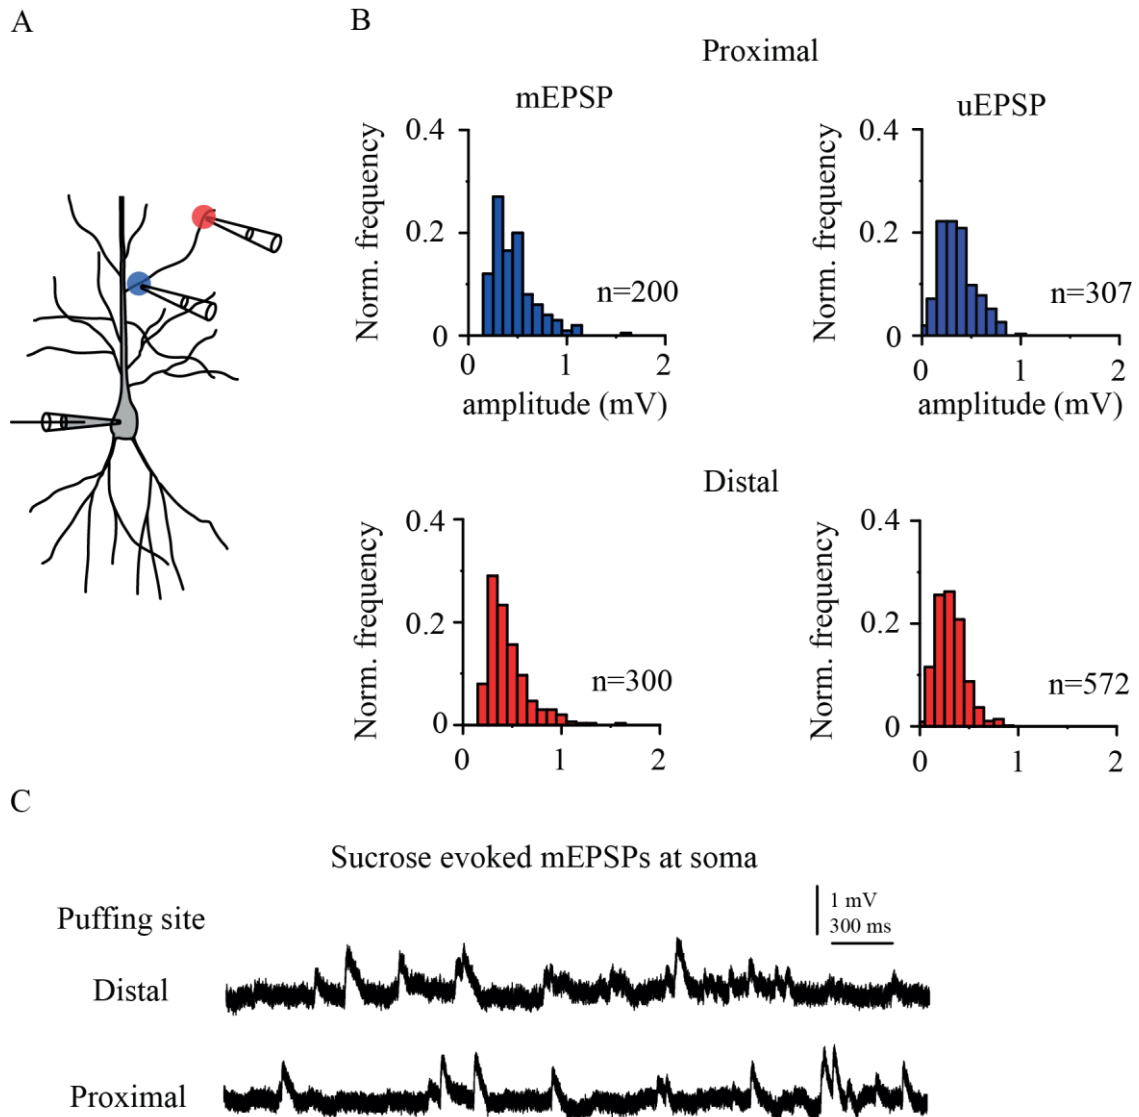 A
B
Proximal
mEPSP
uEPSP
Norm. frequency
0.4
0.2
0
n=200
0 1 2
amplitude (mV)
Norm. frequency
0.4
0.2
0
n=307
0 1 2
amplitude (mV)
Distal
Norm. frequency
0.4
0.2
0
n=300
0 1 2
Norm. frequency
0.4
0.2
0
n=572
0 1 2
C
Sucrose evoked mEPSPs at soma
Puffing site
1 mV
300 ms
Distal
Proximal